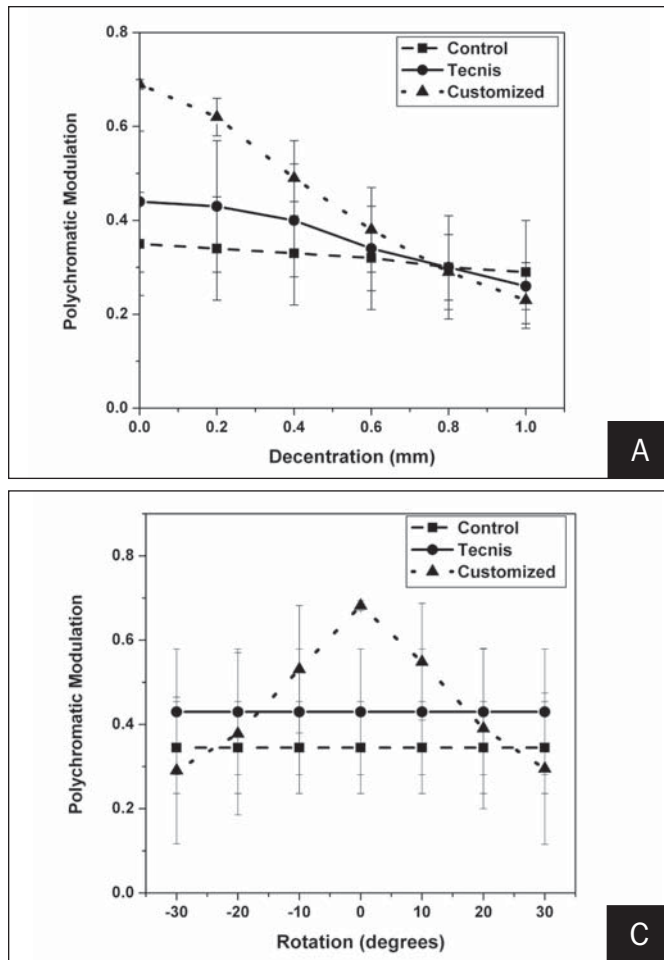 0.8
Control
Tecnis
Customized
0.6
0.4
0.2
0.0
Polychromatic Modulation
0.0 0.2 0.4 0.6 0.8 1.0
Decentration (mm)
A
Control
Tecnis
Customized
0.8
0.6
0.4
0.2
0.0
Polychromatic Modulation
-30 -20 -10 0 10 20 30
Rotation (degrees)
C